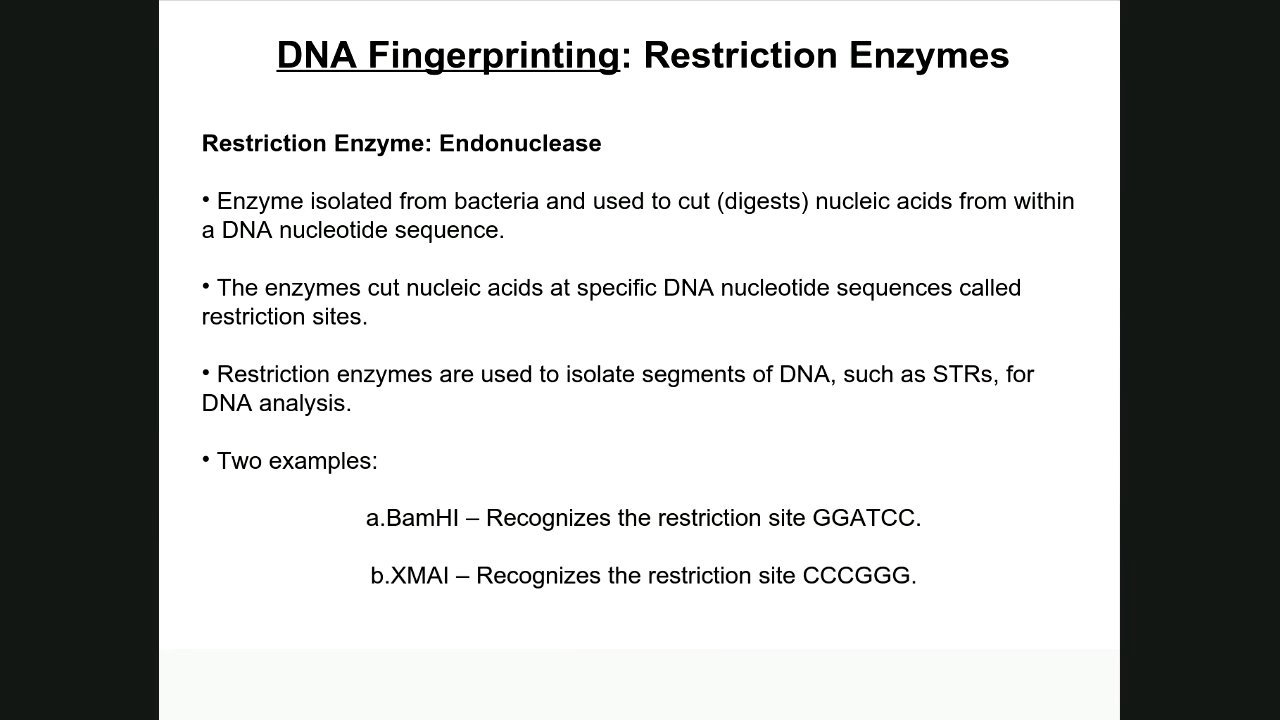 DNA Fingerprinting: Restriction Enzymes
Restriction Enzyme: Endonuclease
• Enzyme isolated from bacteria and used to cut (digests) nucleic acids from within
a DNA nucleotide sequence.
• The enzymes cut nucleic acids at specific DNA nucleotide sequences called
restriction sites.
• Restriction enzymes are used to isolate segments of DNA, such as STRs, for
DNA analysis.
• Two examples:
a.BamHI – Recognizes the restriction site GGATCC.
b.XMAI – Recognizes the restriction site CCCGGG.